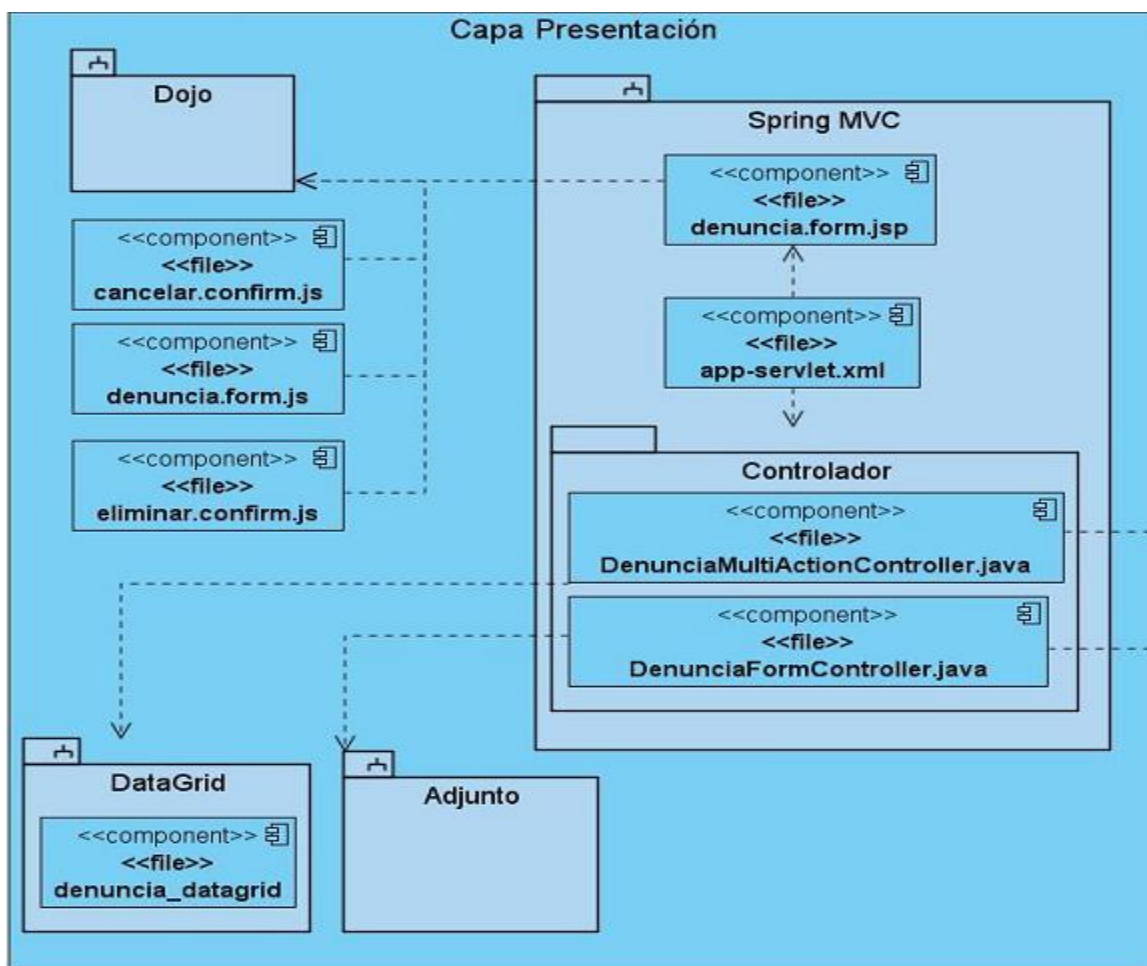 Capa Presentación
Dojo
<<component>>
<<file>>
cancelar.confirm.js
<<component>>
<<file>>
denuncia.form.js
<<component>>
<<file>>
eliminar.confirm.js
Spring MVC
<<component>>
<<file>>
denuncia.form.jsp
<<component>>
<<file>>
app-servlet.xml
Controlador
<<component>>
<<file>>
DenunciaMultiActionController.java
<<component>>
<<file>>
DenunciaFormController.java
DataGrid
<<component>>
<<file>>
denuncia_datagrid
Adjunto